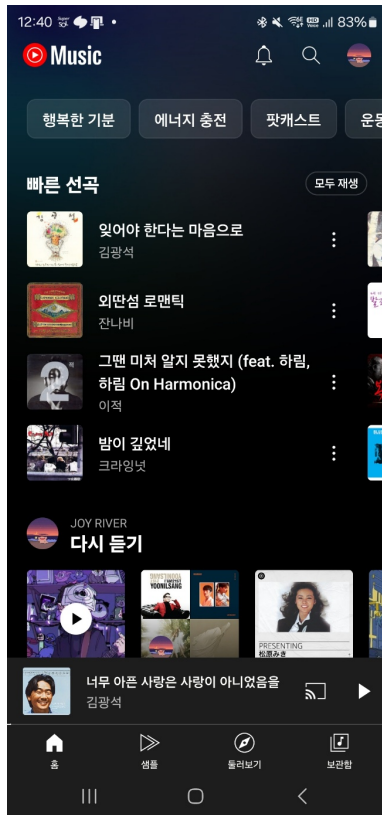 12:40
83%
Music
행복한 기분
에너지 충전
팟캐스트
운동
빠른 선곡
모두 재생
잊어야 한다는 마음으로
김광석
외딴섬 로맨틱
잔나비
그땐 미처 알지 못했지 (feat. 하림,
하림 On Harmonica)
이적
밤이 깊었네
크라잉넛
JOY RIVER
다시 듣기
YOONILSANG
PRESENTING
松原みき
너무 아픈 사랑은 사랑이 아니었음을
김광석
홈
샘플
둘러보기
보관함